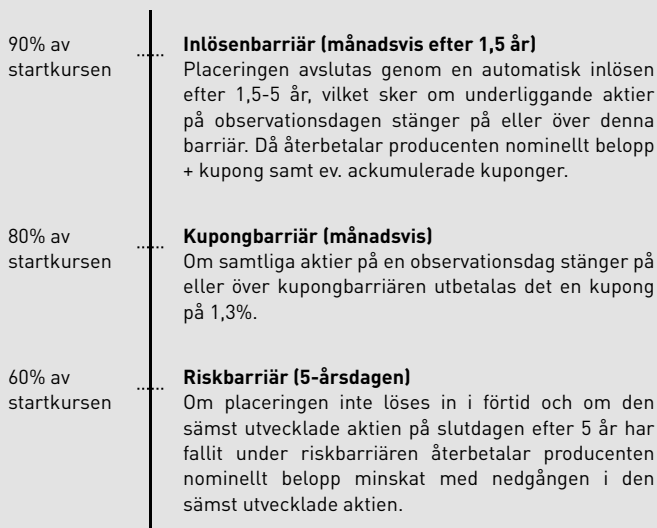 90% av
startkursen
Inlösenbarriär (månadsvis efter 1,5 år)
Placeringen avslutas genom en automatisk inlösen
efter 1,5-5 år, vilket sker om underliggande aktier
på observationsdagen stänger på eller över denna
barriär. Då återbetalar producenten nominellt belopp
+ kupong samt ev. ackumulerade kuponger.
80% av
startkursen
Kupongbarriär (månadsvis)
Om samtliga aktier på en observationsdag stänger på
eller över kupongbarriären utbetalas det en kupong
på 1,3%.
60% av
startkursen
Riskbarriär (5-årsdagen)
Om placeringen inte löses in i förtid och om den
sämst utvecklade aktien på slutdagen efter 5 år har
fallit under riskbarriären återbetalar producenten
nominellt belopp minskat med nedgången i den
sämst utvecklade aktien.